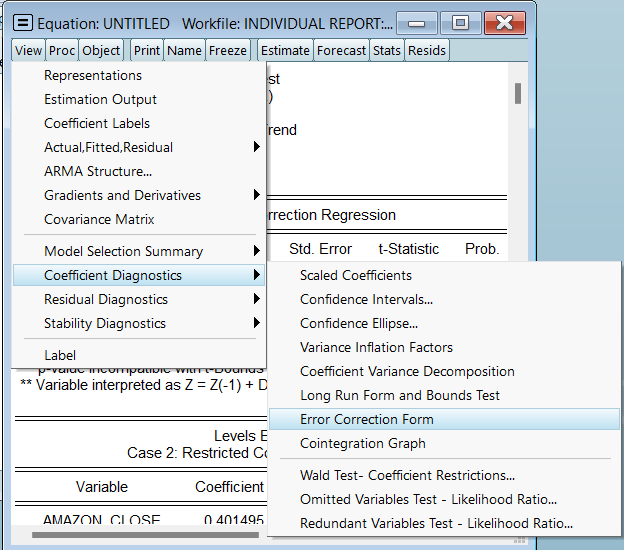 Equation: UNTITLED Workfile: INDIVIDUAL REPORT:...
View Proc Object Print Name Freeze Estimate Forecast Stats Resids
Representations
Estimation Output
Coefficient Labels
Actual,Fitted,Residual
ARMA Structure...
Gradients and Derivatives
Covariance Matrix
Model Selection Summary
Coefficient Diagnostics
Residual Diagnostics
Stability Diagnostics
Label
est
)
Trend
rrection Regression
Std. Error t-Statistic Prob.
Scaled Coefficients
Confidence Intervals...
Confidence Ellipse...
Variance Inflation Factors
Coefficient Variance Decomposition
Long Run Form and Bounds Test
Error Correction Form
Cointegration Graph
Wald Test- Coefficient Restrictions...
Omitted Variables Test - Likelihood Ratio...
Redundant Variables Test - Likelihood Ratio...
p-value incompatible with t-Bounds
** Variable interpreted as Z = Z(-1) + D
Levels E
Case 2: Restricted Co
Variable Coefficient
AMAZON_CLOSE 0.401495